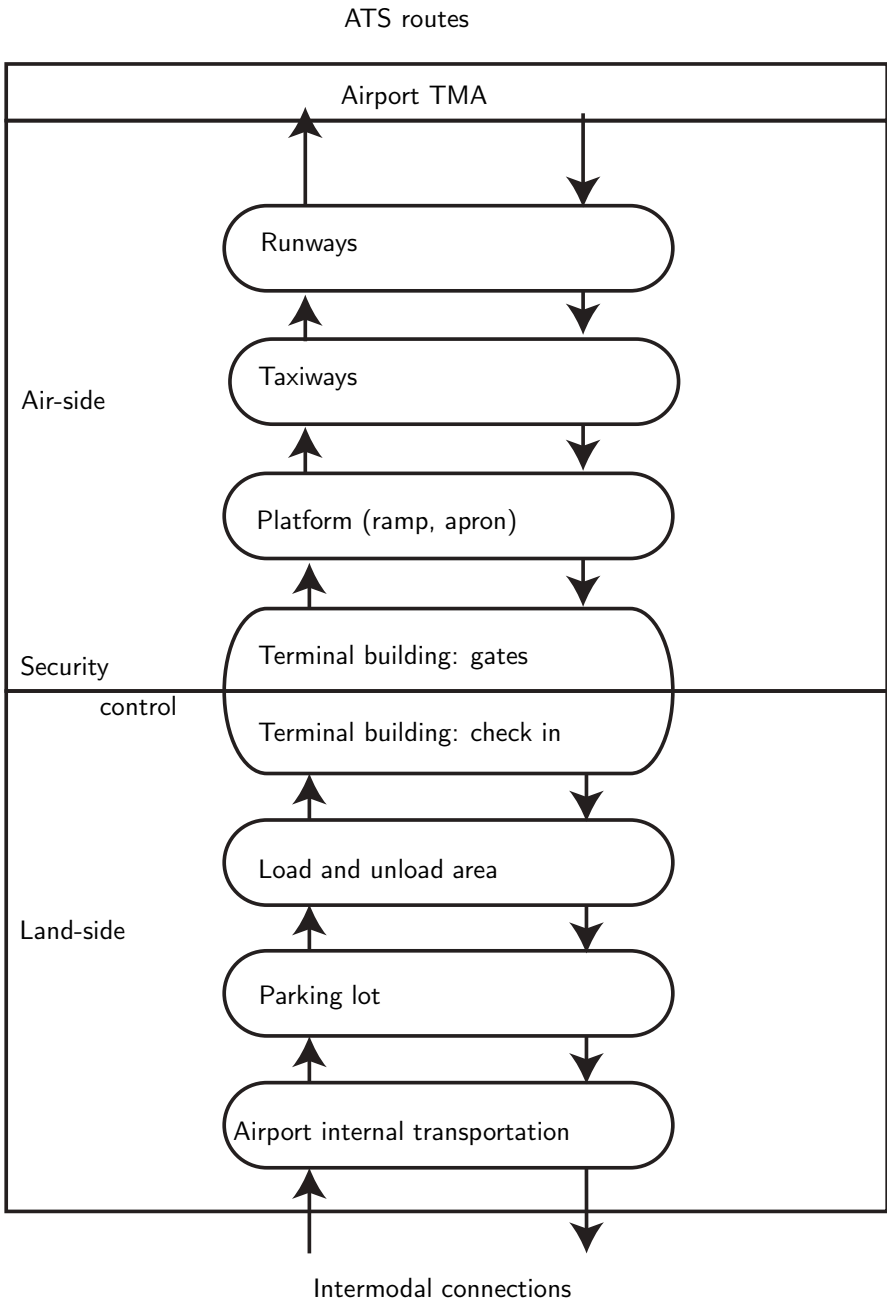 ATS routes
Airport TMA
Runways
Taxiways
Air-side
Platform (ramp, apron)
Terminal building: gates
Security
control
Terminal building: check in
Load and unload area
Land-side
Parking lot
Airport internal transportation
Intermodal connections